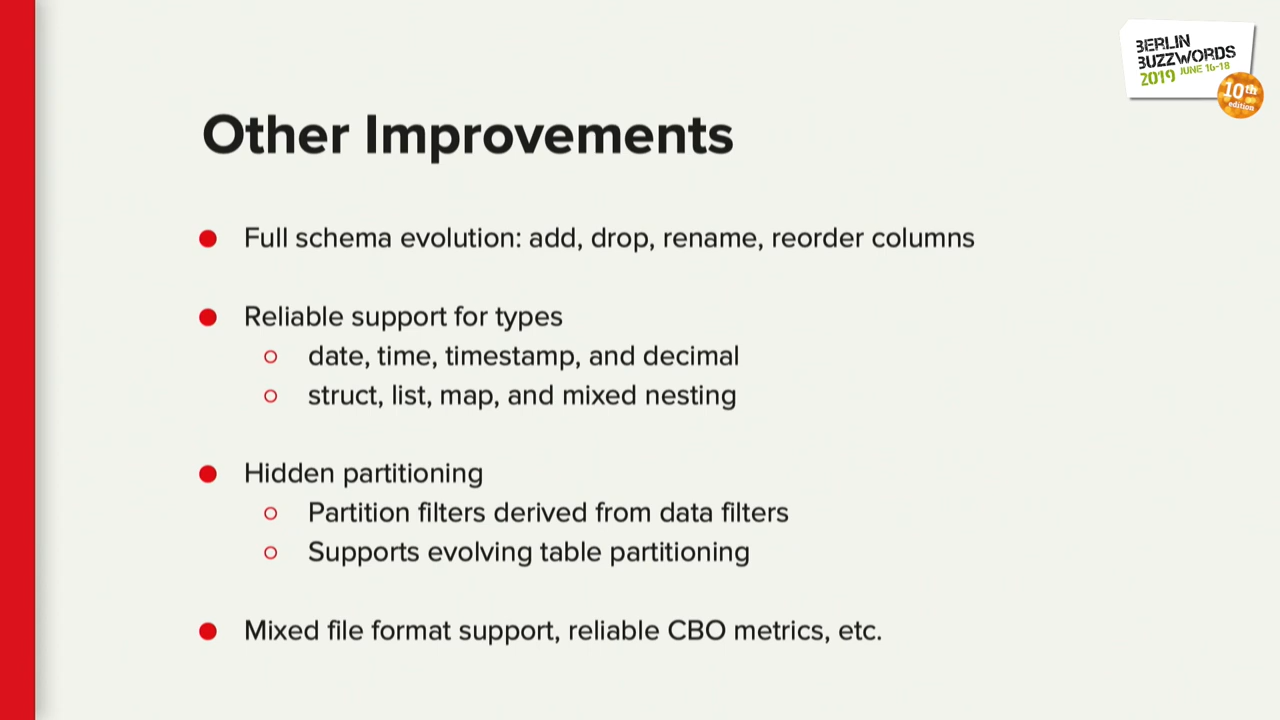 BERLIN
BUZZWORDS
2019 JUNE 16-18
10th
edition
Other Improvements
Full schema evolution: add, drop, rename, reorder columns
Reliable support for types
date, time, timestamp, and decimal
struct, list, map, and mixed nesting
Hidden partitioning
Partition filters derived from data filters
Supports evolving table partitioning
Mixed file format support, reliable CBO metrics, etc.